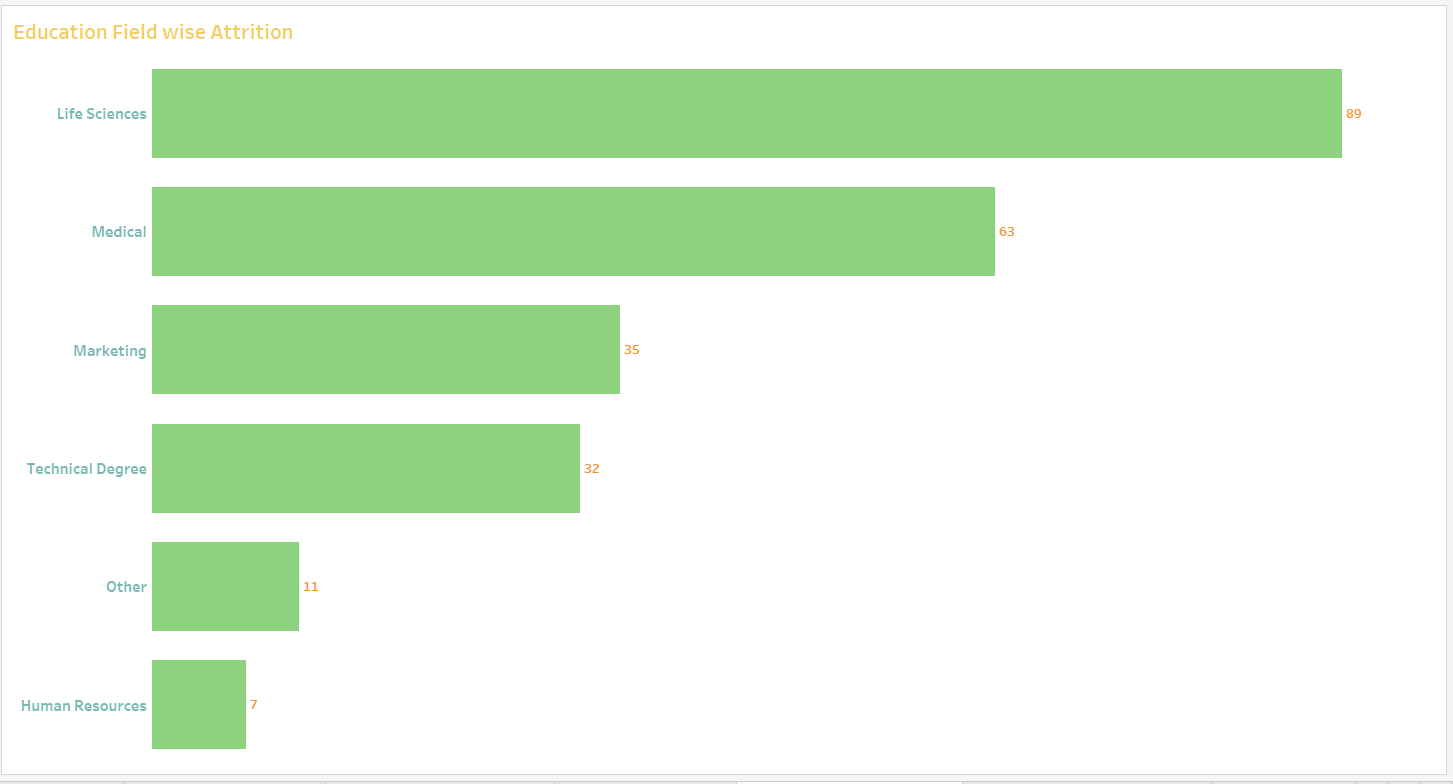 Education Field wise Attrition
Life Sciences 89
Medical 63
Marketing 35
Technical Degree 32
Other 11
Human Resources 7